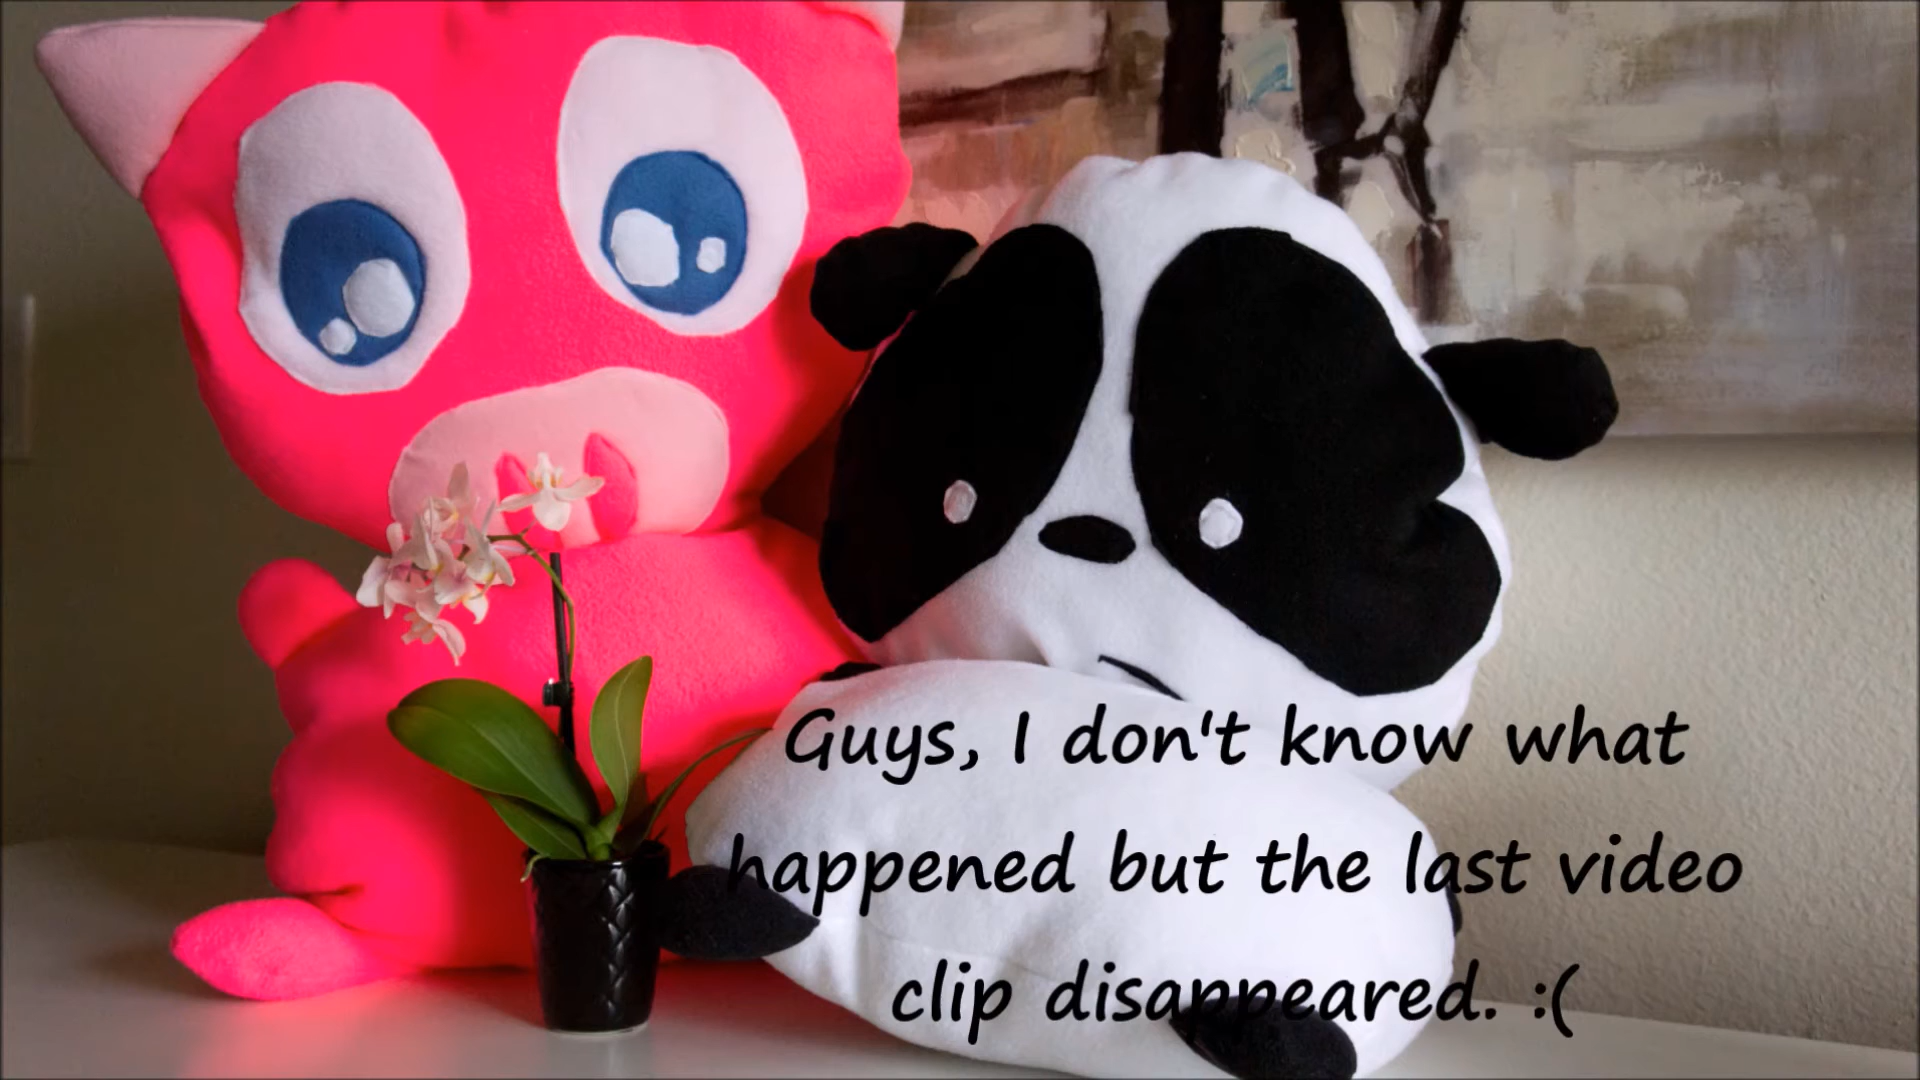 Guys, I don't know what
happened but the last video
clip disappeared. :(